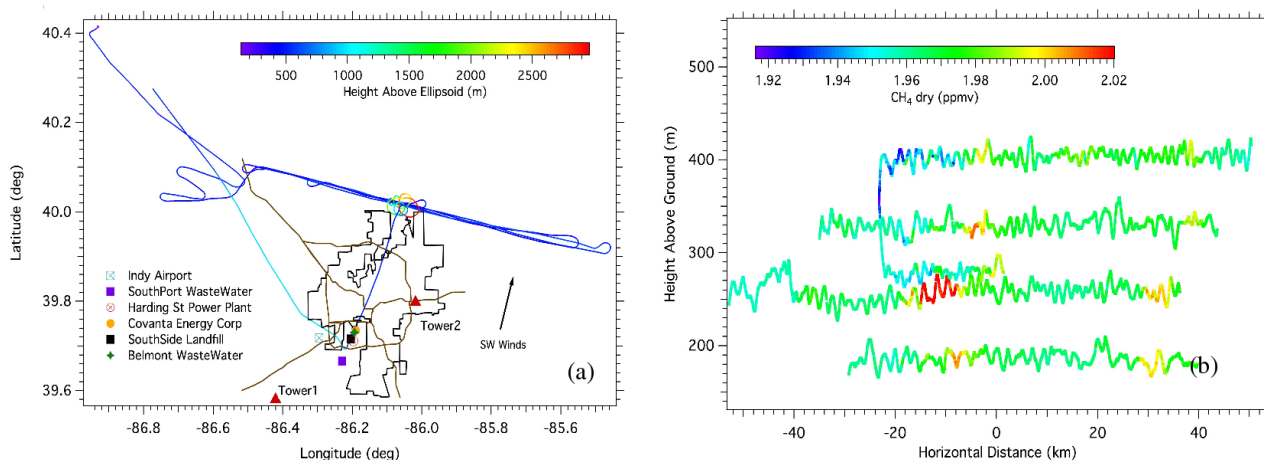 40.4
40.2
40.0
39.8
39.6
Latitude (deg)
500 1000 1500 2000 2500
Height Above Ellipsoid (m)
Indy Airport
SouthPort WasteWater
Harding St Power Plant
Covanta Energy Corp
SouthSide Landfill
Belmont WasteWater
Tower2
SW Winds
Tower1
(a)
-86.8 -86.6 -86.4 -86.2 -86.0 -85.8 -85.6
Longitude (deg)
500
400
300
200
Height Above Ground (m)
1.92 1.94 1.96 1.98 2.00 2.02
CH4 dry (ppmv)
(b)
-40 -20 0 20 40
Horizontal Distance (km)